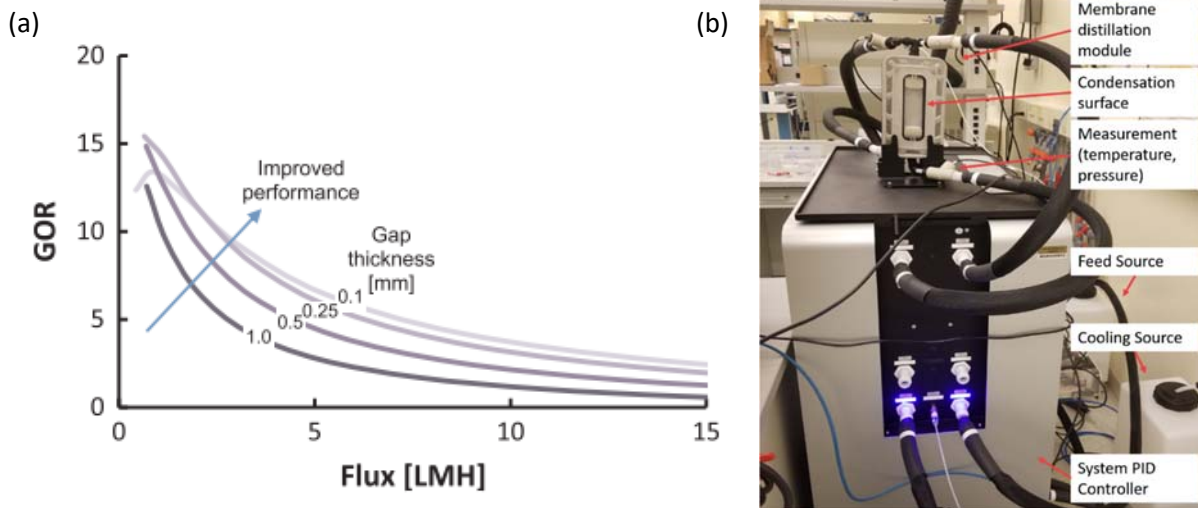 (a)
20
15
10
5
0
GOR
Improved
performance
Gap
thickness
[mm]
0.1
0.25
0.5
1.0
0
5
10
15
Flux [LMH]
(b)
Membrane
distillation
module
Condensation
surface
Measurement
(temperature,
pressure)
Feed Source
Cooling Source
System PID
Controller